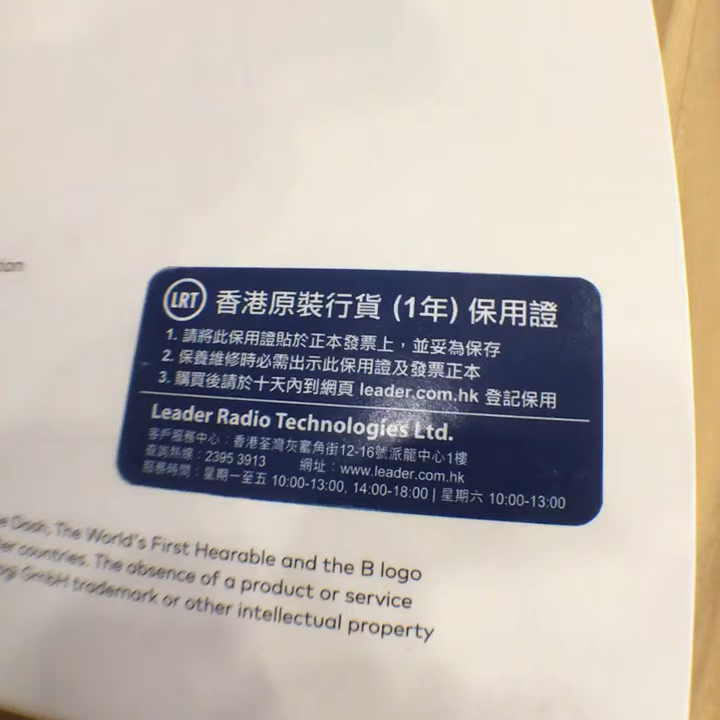 LRT 香港原裝行貨 (1年) 保用證
1. 請將此保用證貼於正本發票上，並妥為保存
2. 保養維修時必需出示此保用證及發票正本
3. 購買後請於十天內到網頁 leader.com.hk 登記保用
Leader Radio Technologies Ltd.
客戶服務中心：香港荃灣灰窰角街12-16號派龍中心1樓
查詢熱線：2395 3913 網址：www.leader.com.hk
服務時間：星期一至五 10:00-13:00, 14:00-18:00 | 星期六 10:00-13:00
Dash, The World's First Hearable and the B logo
countries. The absence of a product or service
GmbH trademark or other intellectual property